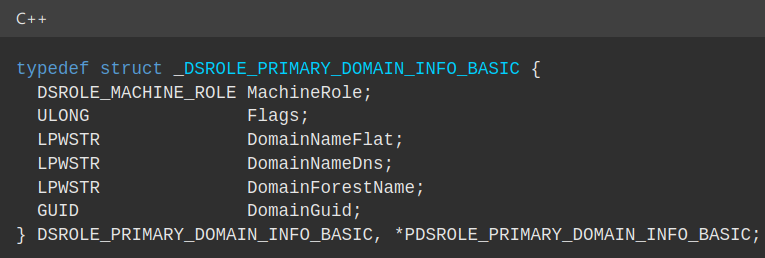 C++
typedef struct _DSROLE_PRIMARY_DOMAIN_INFO_BASIC {
  DSROLE_MACHINE_ROLE MachineRole;
  ULONG               Flags;
  LPWSTR              DomainNameFlat;
  LPWSTR              DomainNameDns;
  LPWSTR              DomainForestName;
  GUID                DomainGuid;
} DSROLE_PRIMARY_DOMAIN_INFO_BASIC, *PDSROLE_PRIMARY_DOMAIN_INFO_BASIC;